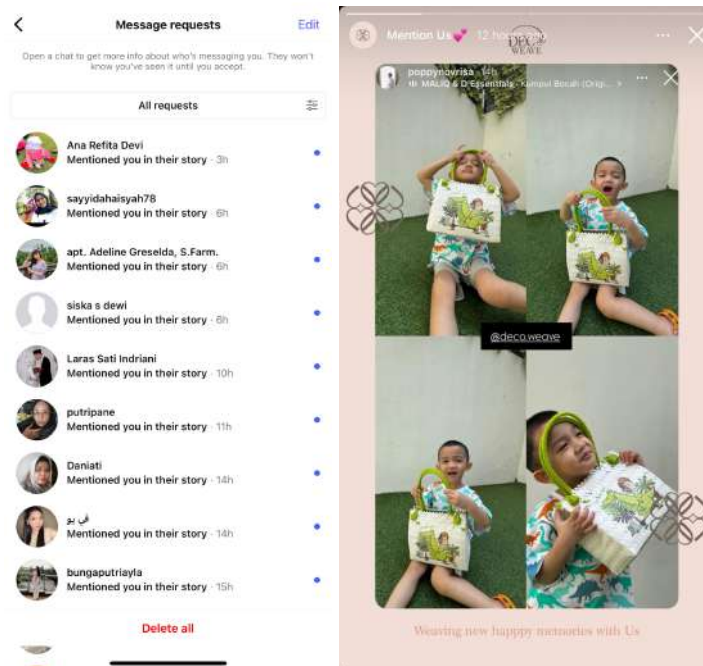 Message requests
Edit
Open a chat to get more info about who's messaging you. They won't
know you've seen it until you accept.
All requests
Ana Refita Devi
Mentioned you in their story · 3h
sayyidahaisyah78
Mentioned you in their story · 6h
apt. Adeline Greselda, S.Farm.
Mentioned you in their story · 6h
siska s dewi
Mentioned you in their story · 6h
Laras Sati Indriani
Mentioned you in their story · 10h
putripane
Mentioned you in their story · 11h
Daniati
Mentioned you in their story · 14h
في يو
Mentioned you in their story · 14h
bungaputriayla
Mentioned you in their story · 15h
Delete all
Mention Us💕 12 hours ago
DECO
WEAVE
poppynovrisa 14h
MALIQ & D'Essentials · Kumpul Bocah (Origi... >
@deco.weave
Weaving new happpy memories with Us